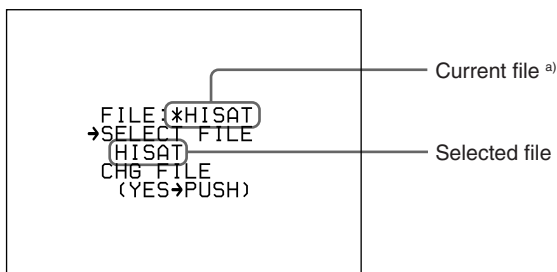 FILE:*HISAT
→SELECT FILE
HISAT
CHG FILE
(YES→PUSH)
Current file a)
Selected file